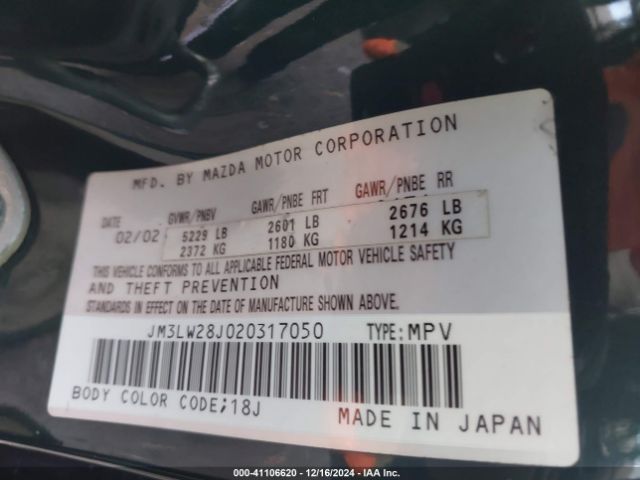 MFD. BY MAZDA MOTOR CORPORATION
DATE GVWR/PNBV GAWR/PNBE FRT GAWR/PNBE RR
02/02 5229 LB 2601 LB 2676 LB
2372 KG 1180 KG 1214 KG
THIS VEHICLE CONFORMS TO ALL APPLICABLE FEDERAL MOTOR VEHICLE SAFETY
AND THEFT PREVENTION
STANDARDS IN EFFECT ON THE DATE OF MANUFACTURE SHOWN ABOVE.
JM3LW28J020317050 TYPE:MPV
BODY COLOR CODE;18J
MADE IN JAPAN
000-41106620 - 12/16/2024 - IAA Inc.